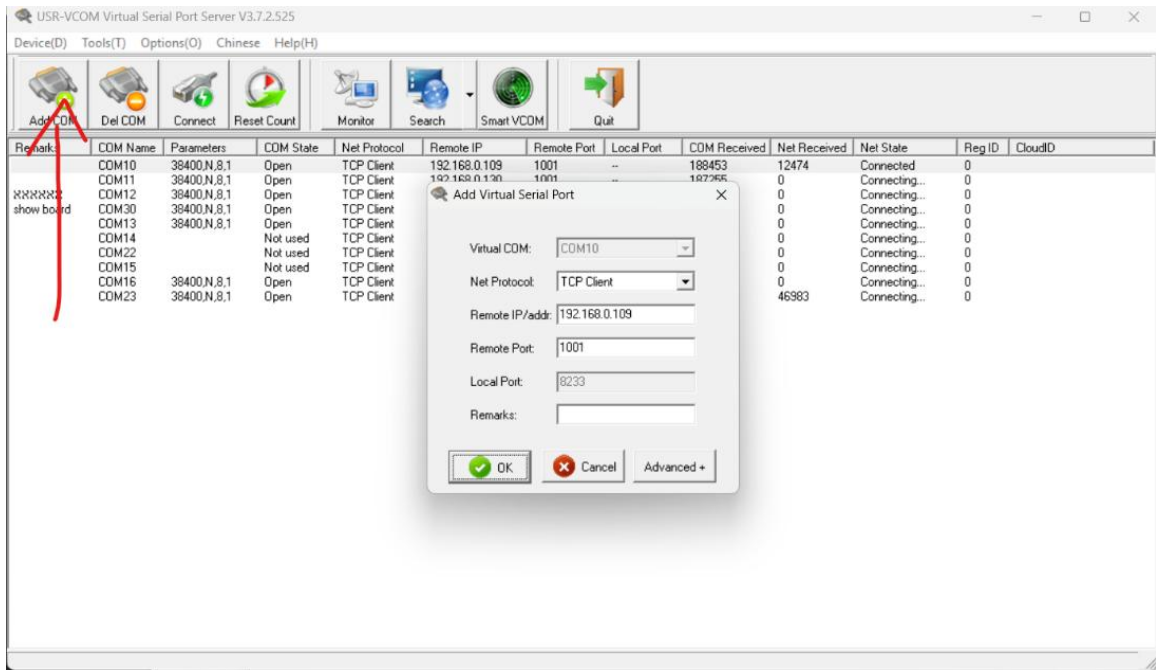 USR-VCOM Virtual Serial Port Server V3.7.2.525
Device(D) Tools(T) Options(O) Chinese Help(H)
Add COM Del COM Connect Reset Count Monitor Search Smart VCOM Quit
Remarks COM Name Parameters COM State Net Protocol Remote IP Remote Port Local Port COM Received Net Received Net State Reg ID CloudID
COM10 38400,N,8,1 Open TCP Client 192.168.0.109 1001 -- 188453 12474 Connected 0
COM11 38400,N,8,1 Open TCP Client 192.168.0.130 1001 -- 187255 0 Connecting... 0
XXXXXX COM12 38400,N,8,1 Open TCP Client 0 Connecting... 0
show board COM30 38400,N,8,1 Open TCP Client 0 Connecting... 0
COM13 38400,N,8,1 Open TCP Client 0 Connecting... 0
COM14 Not used TCP Client 0 Connecting... 0
COM22 Not used TCP Client 0 Connecting... 0
COM15 Not used TCP Client 0 Connecting... 0
COM16 38400,N,8,1 Open TCP Client 0 Connecting... 0
COM23 38400,N,8,1 Open TCP Client 46983 Connecting... 0
Add Virtual Serial Port
Virtual COM: COM10
Net Protocol: TCP Client
Remote IP/addr: 192.168.0.109
Remote Port: 1001
Local Port: 8233
Remarks:
OK Cancel Advanced +